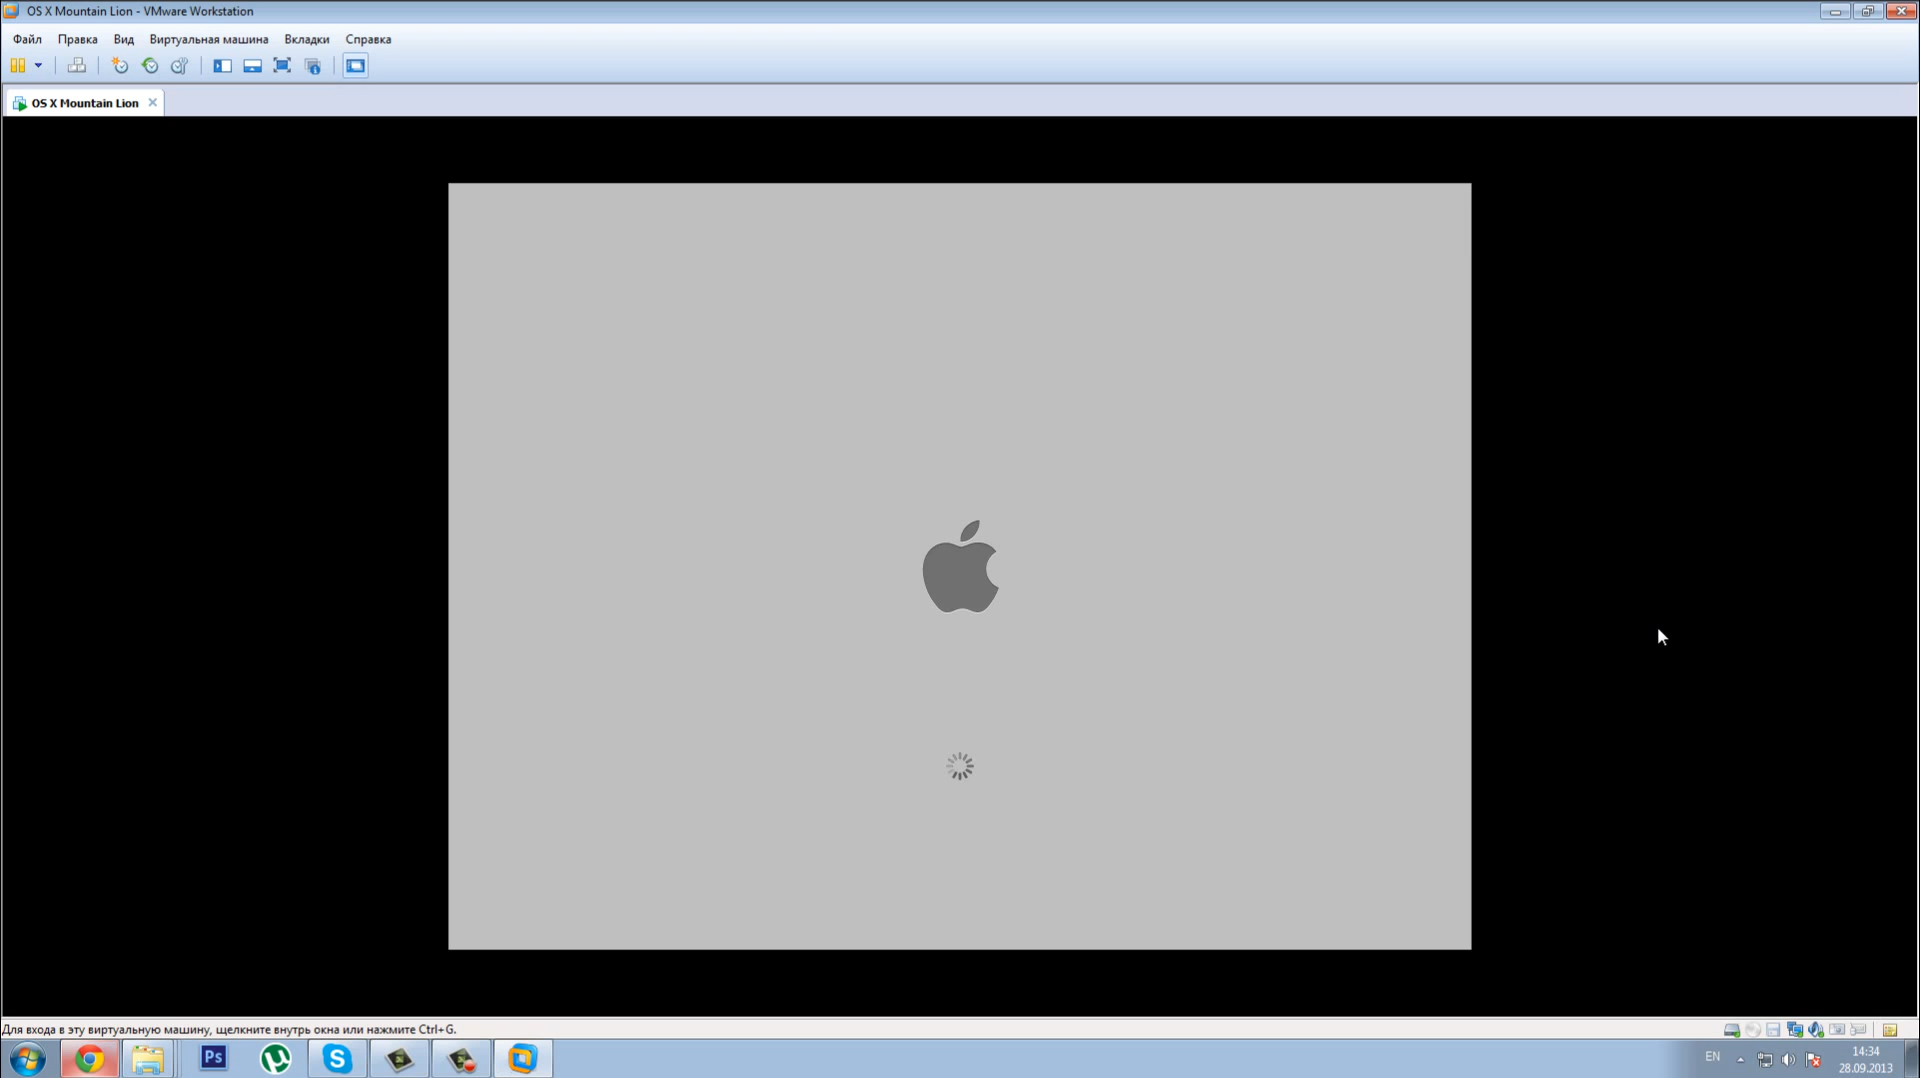 OS X Mountain Lion - VMware Workstation
Файл Правка Вид Виртуальная машина Вкладки Справка
OS X Mountain Lion
Для входа в эту виртуальную машину, щелкните внутрь окна или нажмите Ctrl+G.
Ps
S
EN
14:34
28.09.2013